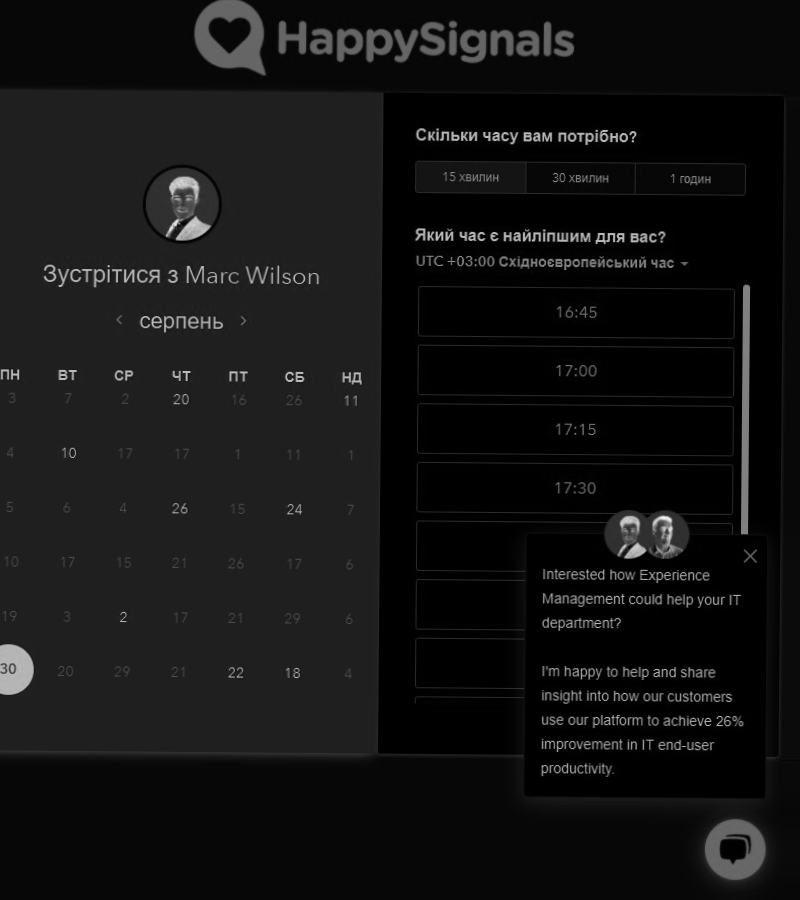 HappySignals
Зустрітися з Marc Wilson
серпень
ПН ВТ СР ЧТ ПТ СБ НД
3 7 2 20 16 26 11
4 10 17 17 1 11 1
5 6 4 26 15 24 7
10 17 15 21 26 17 6
19 3 2 17 21 29 6
30 20 29 21 22 18 4
Скільки часу вам потрібно?
15 хвилин 30 хвилин 1 годин
Який час є найліпшим для вас?
UTC +03:00 Східноєвропейський час
16:45
17:00
17:15
17:30
Interested how Experience
Management could help your IT
department?
I'm happy to help and share
insight into how our customers
use our platform to achieve 26%
improvement in IT end-user
productivity.